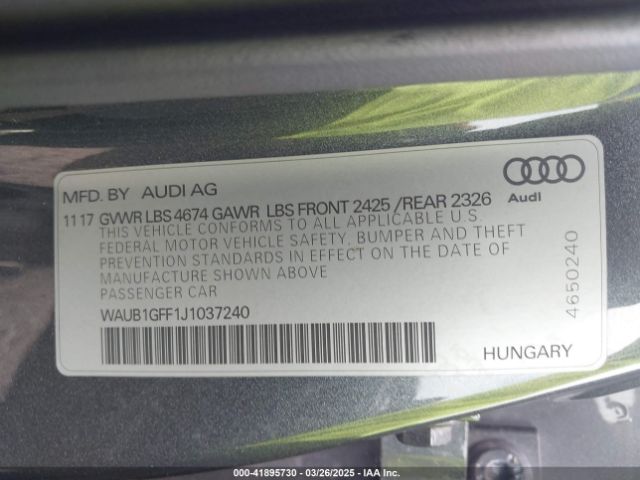 MFD. BY AUDI AG
Audi
11 17 GVWR LBS 4674 GAWR LBS FRONT 2425 /REAR 2326
THIS VEHICLE CONFORMS TO ALL APPLICABLE U.S.
FEDERAL MOTOR VEHICLE SAFETY, BUMPER AND THEFT
PREVENTION STANDARDS IN EFFECT ON THE DATE OF
MANUFACTURE SHOWN ABOVE
PASSENGER CAR
WAUB1GFF1J1037240
4650240
HUNGARY
000-41895730 — 03/26/2025 — IAA Inc.